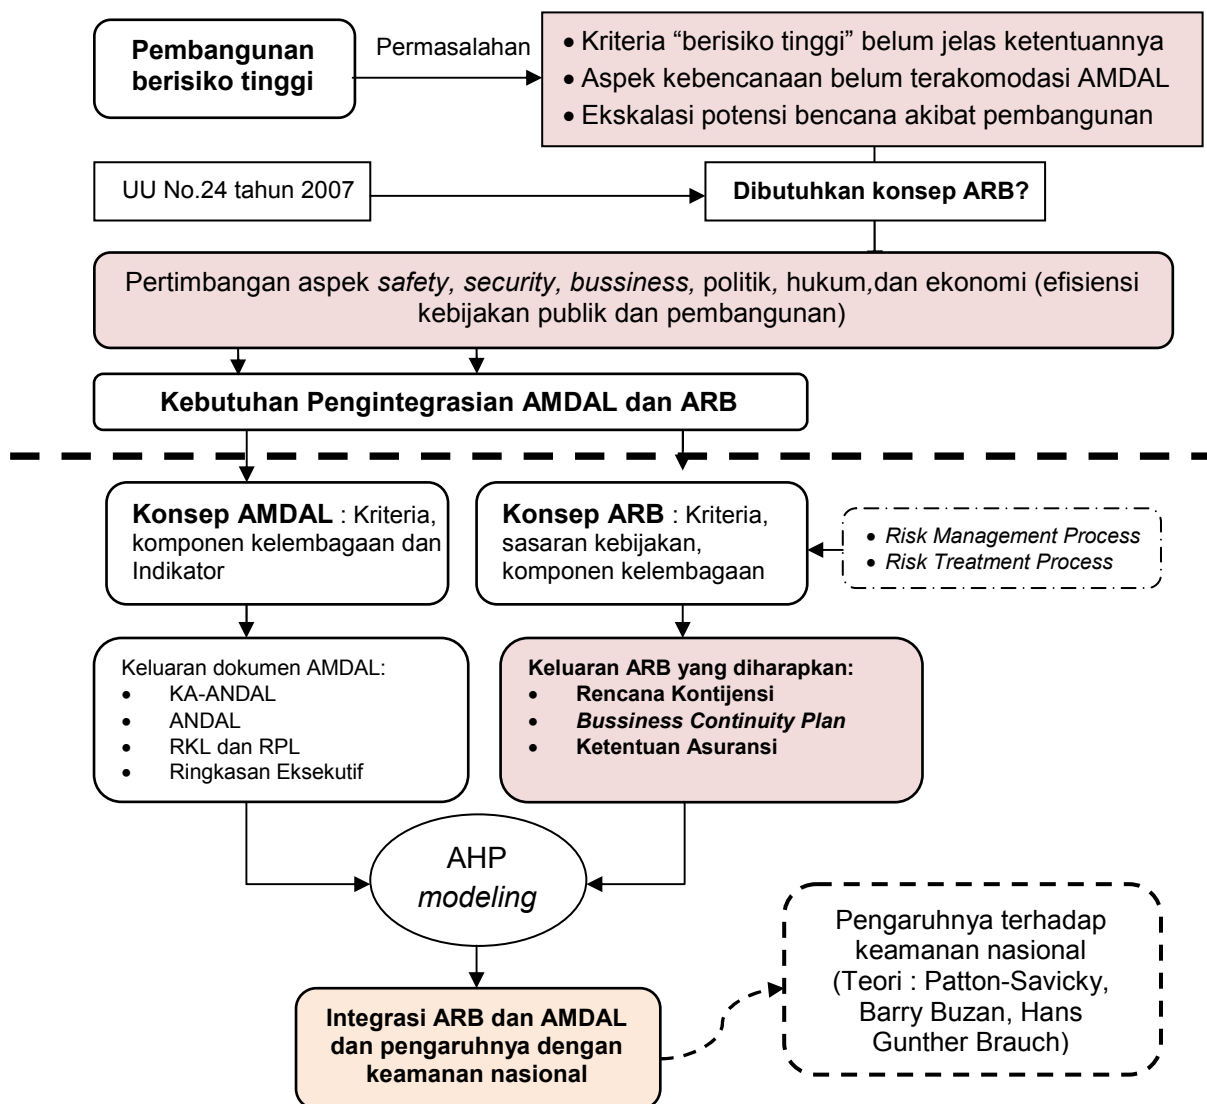 Pembangunan
berisiko tinggi
Permasalahan
• Kriteria “berisiko tinggi” belum jelas ketentuannya
• Aspek kebencanaan belum terakomodasi AMDAL
• Ekskalasi potensi bencana akibat pembangunan
UU No.24 tahun 2007
Dibutuhkan konsep ARB?
Pertimbangan aspek safety, security, bussiness, politik, hukum,dan ekonomi (efisiensi
kebijakan publik dan pembangunan)
Kebutuhan Pengintegrasian AMDAL dan ARB
Konsep AMDAL : Kriteria,
komponen kelembagaan dan
Indikator
Konsep ARB : Kriteria,
sasaran kebijakan,
komponen kelembagaan
• Risk Management Process
• Risk Treatment Process
Keluaran dokumen AMDAL:
• KA-ANDAL
• ANDAL
• RKL dan RPL
• Ringkasan Eksekutif
Keluaran ARB yang diharapkan:
• Rencana Kontijensi
• Bussiness Continuity Plan
• Ketentuan Asuransi
AHP
modeling
Pengaruhnya terhadap
keamanan nasional
(Teori : Patton-Savicky,
Barry Buzan, Hans
Gunther Brauch)
Integrasi ARB dan AMDAL
dan pengaruhnya dengan
keamanan nasional